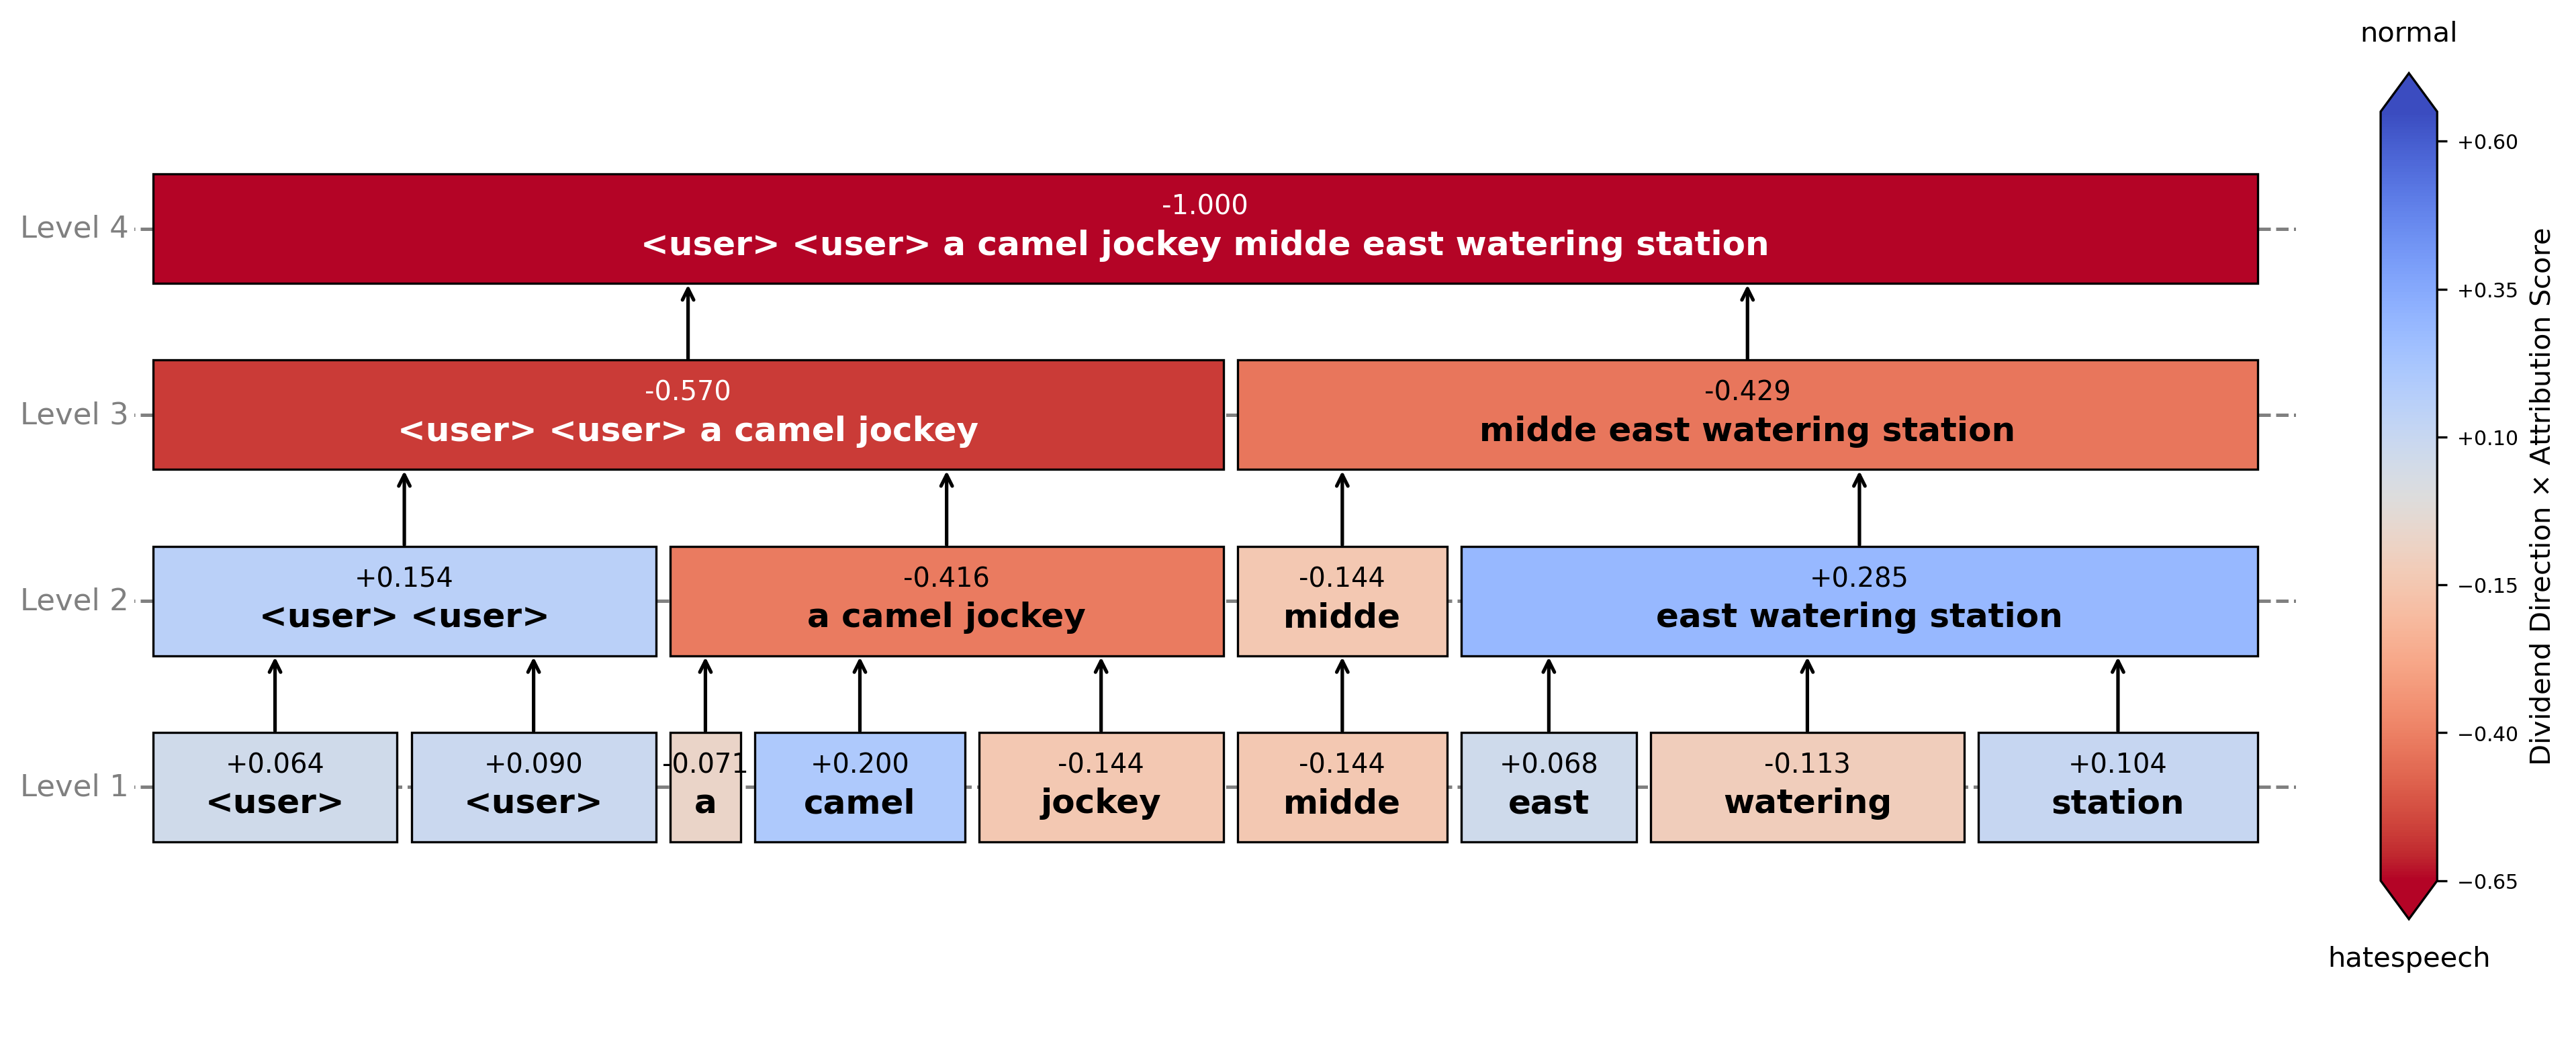 normal
Level 4
-1.000
<user> <user> a camel jockey midde east watering station
Level 3
-0.570
<user> <user> a camel jockey
-0.429
midde east watering station
Level 2
+0.154
<user> <user>
-0.416
a camel jockey
-0.144
midde
+0.285
east watering station
Level 1
+0.064
<user>
+0.090
<user>
-0.071
a
+0.200
camel
-0.144
jockey
-0.144
midde
+0.068
east
-0.113
watering
+0.104
station
+0.60
+0.35
+0.10
−0.15
−0.40
−0.65
Dividend Direction × Attribution Score
hatespeech